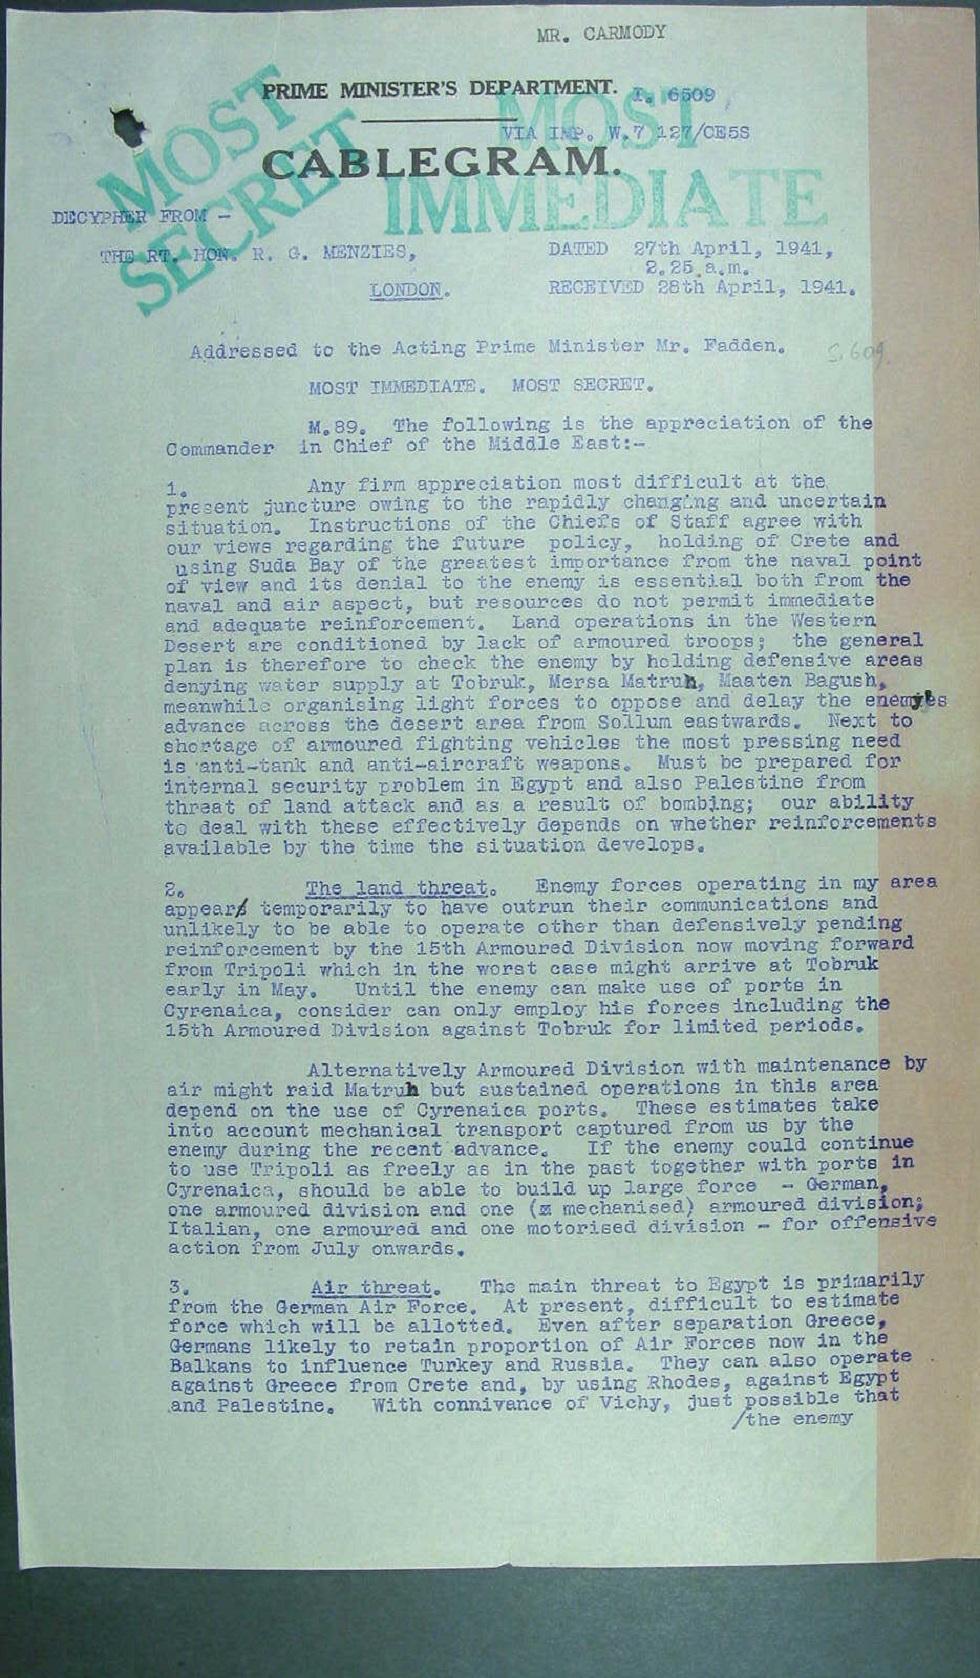 MR. CARMODY
PRIME MINISTER'S DEPARTMENT. I. 6509
VIA IMP. W.7 127/CE5S
CABLEGRAM.
MOST SECRET
MOST IMMEDIATE
DECYPHER FROM -
THE RT. HON. R. G. MENZIES, DATED 27th April, 1941,
2.25 a.m.
LONDON. RECEIVED 28th April, 1941.
Addressed to the Acting Prime Minister Mr. Fadden. S.609
MOST IMMEDIATE. MOST SECRET.
M.89. The following is the appreciation of the
Commander in Chief of the Middle East:-
1. Any firm appreciation most difficult at the
present juncture owing to the rapidly changing and uncertain
situation. Instructions of the Chiefs of Staff agree with
our views regarding the future policy, holding of Crete and
using Suda Bay of the greatest importance from the naval point
of view and its denial to the enemy is essential both from the
naval and air aspect, but resources do not permit immediate
and adequate reinforcement. Land operations in the Western
Desert are conditioned by lack of armoured troops; the general
plan is therefore to check the enemy by holding defensive areas
denying water supply at Tobruk, Mersa Matruh, Maaten Bagush,
meanwhile organising light forces to oppose and delay the enemy's
advance across the desert area from Sollum eastwards. Next to
shortage of armoured fighting vehicles the most pressing need
is anti-tank and anti-aircraft weapons. Must be prepared for
internal security problem in Egypt and also Palestine from
threat of land attack and as a result of bombing; our ability
to deal with these effectively depends on whether reinforcements
available by the time the situation develops.
2. The land threat. Enemy forces operating in my area
appears temporarily to have outrun their communications and
unlikely to be able to operate other than defensively pending
reinforcement by the 15th Armoured Division now moving forward
from Tripoli which in the worst case might arrive at Tobruk
early in May. Until the enemy can make use of ports in
Cyrenaica, consider can only employ his forces including the
15th Armoured Division against Tobruk for limited periods.
Alternatively Armoured Division with maintenance by
air might raid Matruh but sustained operations in this area
depend on the use of Cyrenaica ports. These estimates take
into account mechanical transport captured from us by the
enemy during the recent advance. If the enemy could continue
to use Tripoli as freely as in the past together with ports in
Cyrenaica, should be able to build up large force - German,
one armoured division and one (x mechanised) armoured division;
Italian, one armoured and one motorised division - for offensive
action from July onwards.
3. Air threat. The main threat to Egypt is primarily
from the German Air Force. At present, difficult to estimate
force which will be allotted. Even after separation Greece,
Germans likely to retain proportion of Air Forces now in the
Balkans to influence Turkey and Russia. They can also operate
against Greece from Crete and, by using Rhodes, against Egypt
and Palestine. With connivance of Vichy, just possible that
/the enemy